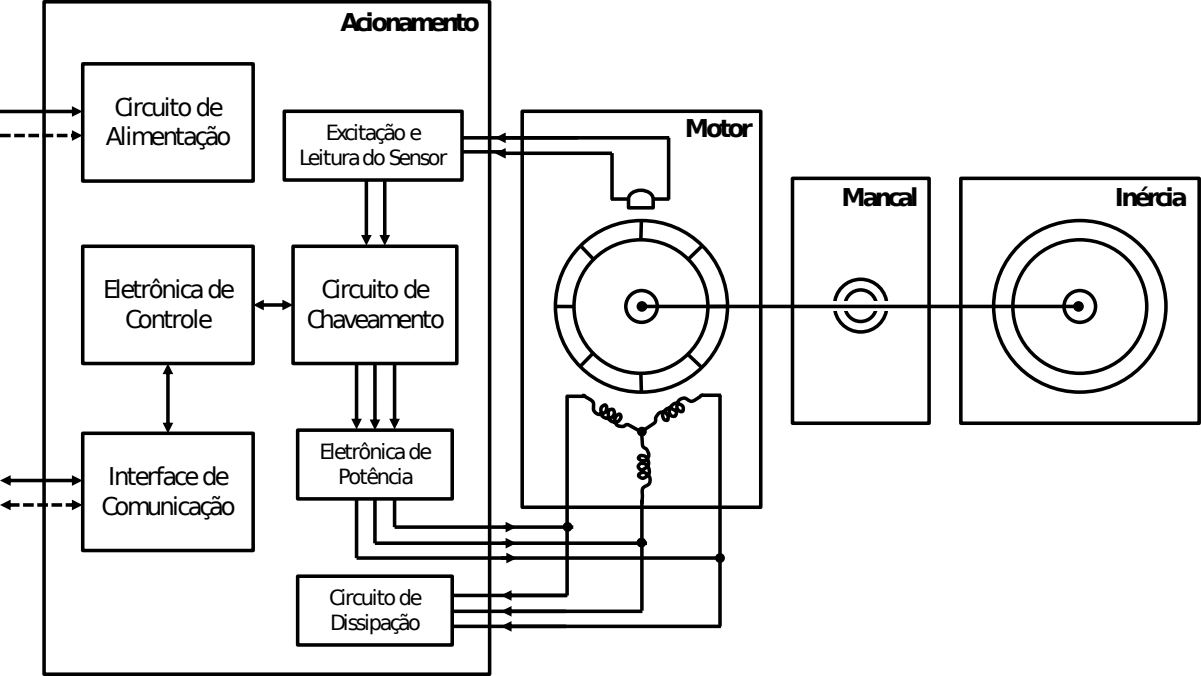 Acionamento
Circuito de
Alimentação
Excitação e
Leitura do Sensor
Motor
Mancal
Inércia
Eletrônica de
Controle
Circuito de
Chaveamento
Eletrônica de
Potência
Interface de
Comunicação
Circuito de
Dissipação